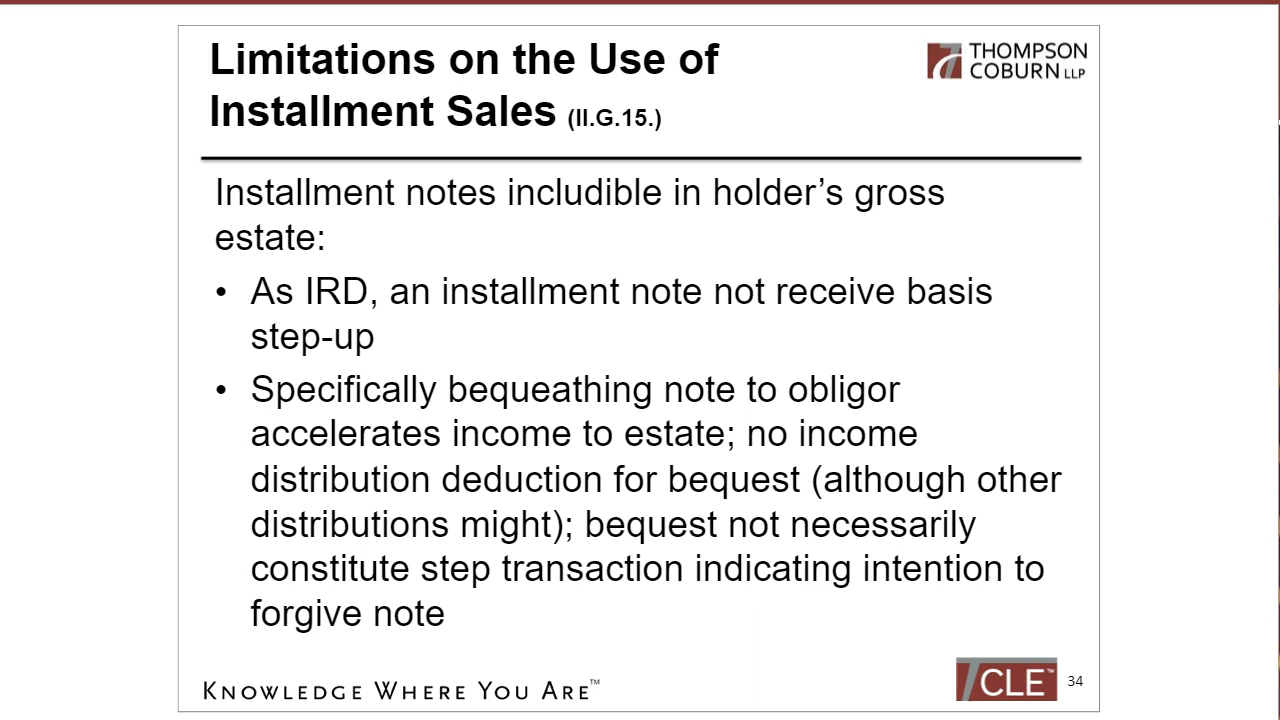 Limitations on the Use of
Installment Sales (II.G.15.)
THOMPSON
COBURN LLP
Installment notes includible in holder’s gross
estate:
• As IRD, an installment note not receive basis
step-up
• Specifically bequeathing note to obligor
accelerates income to estate; no income
distribution deduction for bequest (although other
distributions might); bequest not necessarily
constitute step transaction indicating intention to
forgive note
KNOWLEDGE WHERE YOU ARE™
CLE™
34